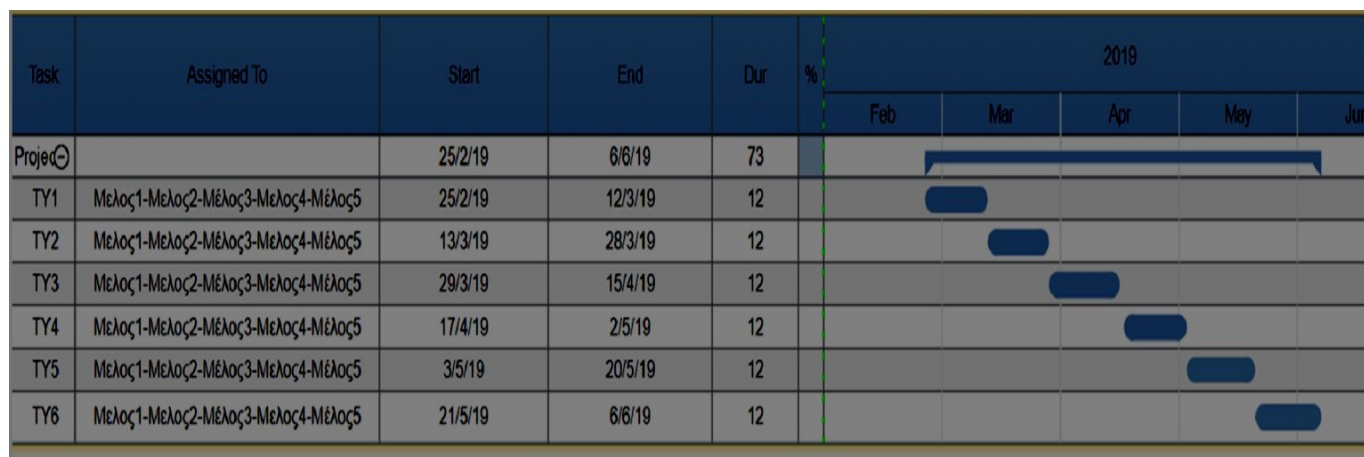 2019
Task Assigned To Start End Dur %
Feb Mar Apr May Jun
Projec 25/2/19 6/6/19 73
TY1 Μελος1-Μελος2-Μέλος3-Μελος4-Μέλος5 25/2/19 12/3/19 12
TY2 Μελος1-Μελος2-Μέλος3-Μελος4-Μέλος5 13/3/19 28/3/19 12
TY3 Μελος1-Μελος2-Μέλος3-Μελος4-Μέλος5 29/3/19 15/4/19 12
TY4 Μελος1-Μελος2-Μέλος3-Μελος4-Μέλος5 17/4/19 2/5/19 12
TY5 Μελος1-Μελος2-Μέλος3-Μελος4-Μέλος5 3/5/19 20/5/19 12
TY6 Μελος1-Μελος2-Μέλος3-Μελος4-Μέλος5 21/5/19 6/6/19 12